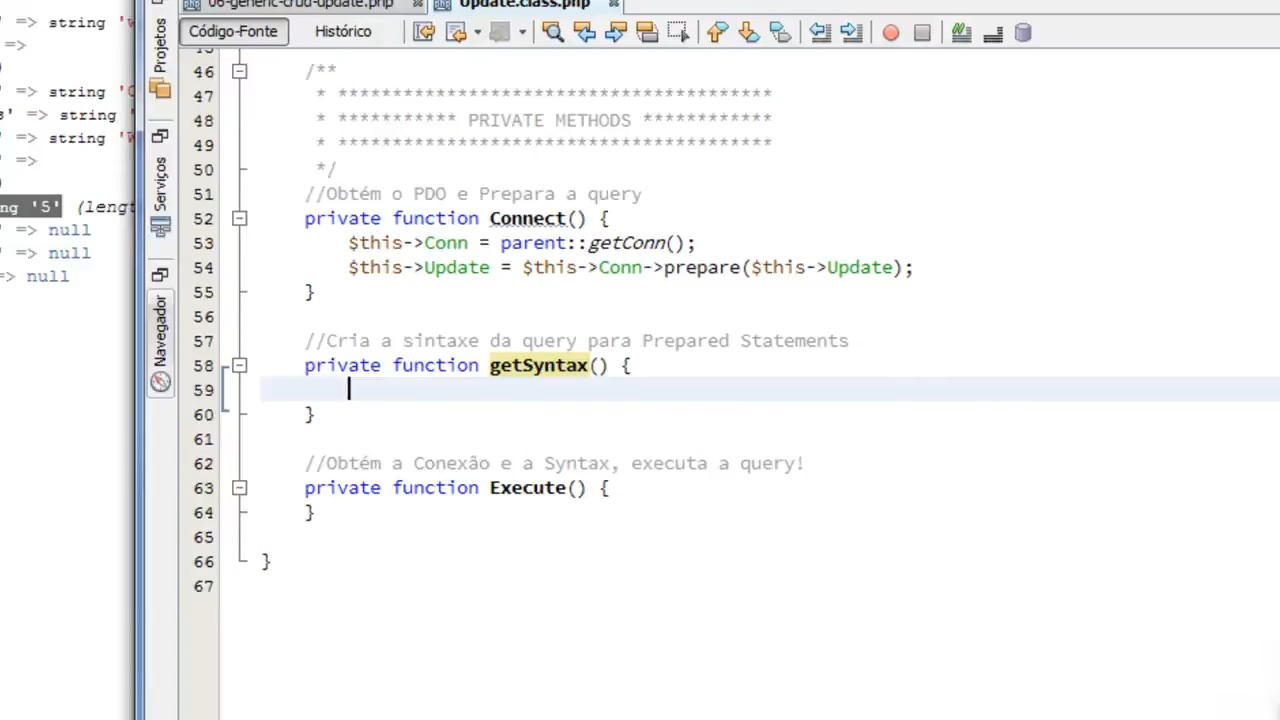 06-generic-crud-update.php
Update.class.php
Código-Fonte Histórico
Projetos
Serviços
Navegador
=> string
=>
)
' => string
s' => string '
' => string
' =>
)
ng '5' (lengt
' => null
' => null
=> null
46 /**
47 * ****************************************
48 * *********** PRIVATE METHODS ************
49 * ****************************************
50 */
51 //Obtém o PDO e Prepara a query
52 private function Connect() {
53 $this->Conn = parent::getConn();
54 $this->Update = $this->Conn->prepare($this->Update);
55 }
56
57 //Cria a sintaxe da query para Prepared Statements
58 private function getSyntax() {
59
60 }
61
62 //Obtém a Conexão e a Syntax, executa a query!
63 private function Execute() {
64 }
65
66 }
67